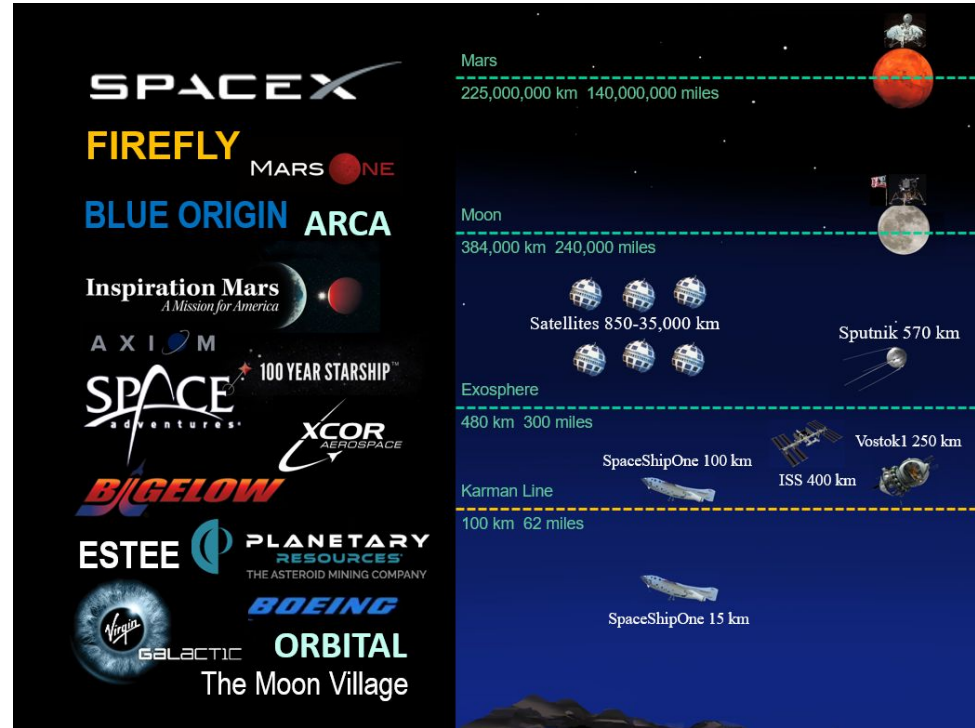 SPACEX
FIREFLY
MARS ONE
BLUE ORIGIN
ARCA
Inspiration Mars
A Mission for America
AXIOM
100 YEAR STARSHIP™
SPACE
adventures
XCOR
AEROSPACE
BIGELOW
ESTEE
PLANETARY
RESOURCES
THE ASTEROID MINING COMPANY
BOEING
Virgin
GALACTIC
ORBITAL
The Moon Village
Mars
225,000,000 km 140,000,000 miles
Moon
384,000 km 240,000 miles
Satellites 850-35,000 km
Sputnik 570 km
Exosphere
480 km 300 miles
Vostok1 250 km
SpaceShipOne 100 km
ISS 400 km
Karman Line
100 km 62 miles
SpaceShipOne 15 km